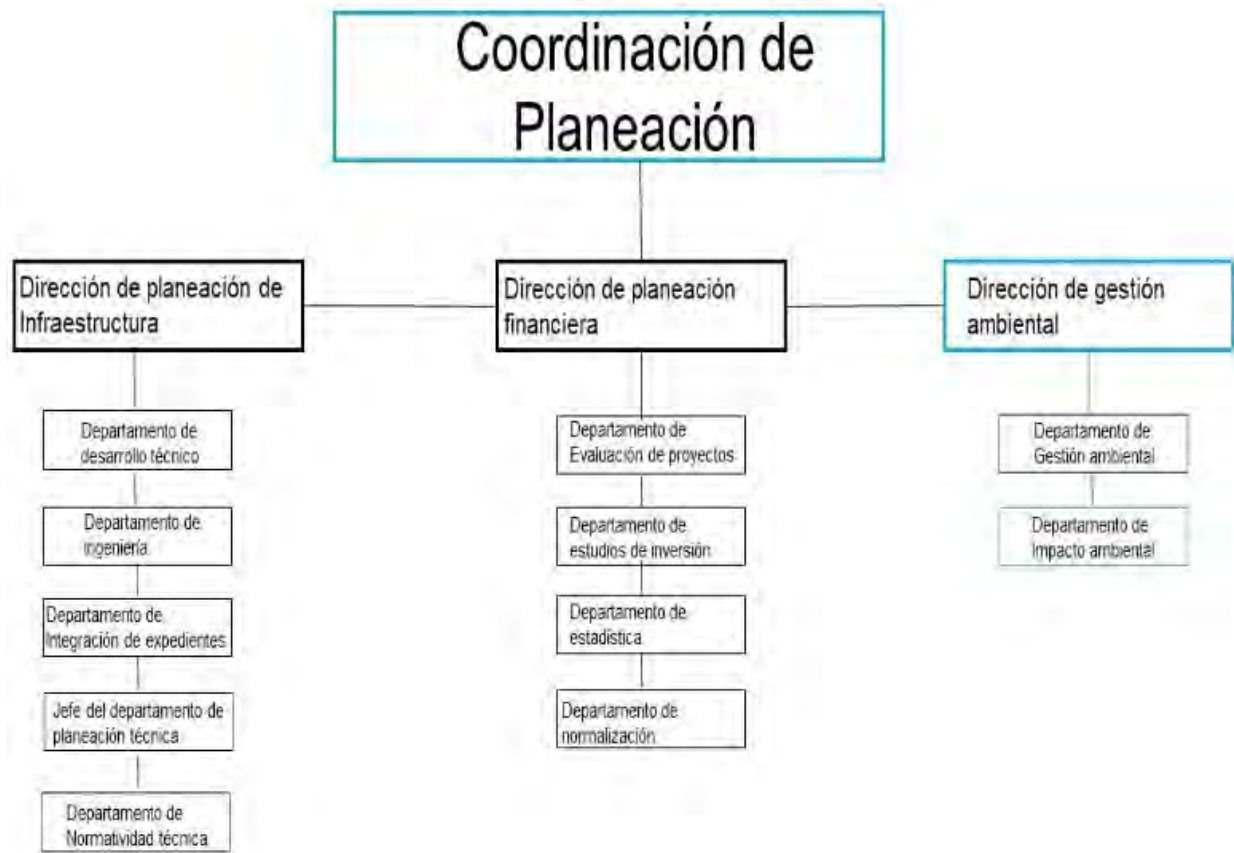 Coordinación de
Planeación
Dirección de planeación de
Infraestructura
Dirección de planeación
financiera
Dirección de gestión
ambiental
Departamento de
desarrollo técnico
Departamento de
ingeniería
Departamento de
Integración de expedientes
Jefe del departamento de
planeación técnica
Departamento de
Normatividad técnica
Departamento de
Evaluación de proyectos
Departamento de
estudios de inversión
Departamento de
estadística
Departamento de
normalización
Departamento de
Gestión ambiental
Departamento de
Impacto ambiental